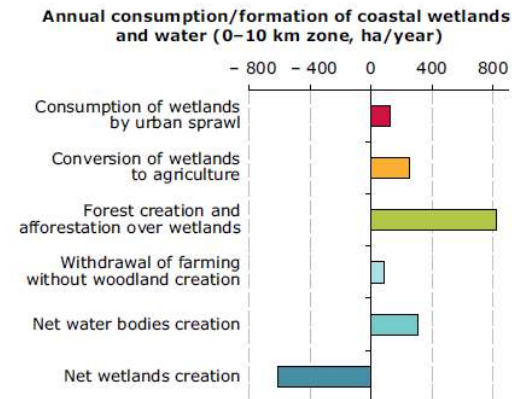 Annual consumption/formation of coastal wetlands
and water (0–10 km zone, ha/year)
– 800 – 400 0 400 800
Consumption of wetlands
by urban sprawl
Conversion of wetlands
to agriculture
Forest creation and
afforestation over wetlands
Withdrawal of farming
without woodland creation
Net water bodies creation
Net wetlands creation